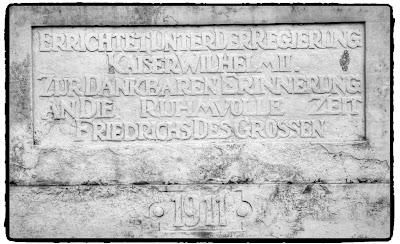 ERRICHTET UNTER DER REGIERUNG
KAISER WILHELM II.
ZUR DANKBAREN ERINNERUNG
AN DIE RUHMVOLLE ZEIT
FRIEDRICHS DES GROSSEN
1911